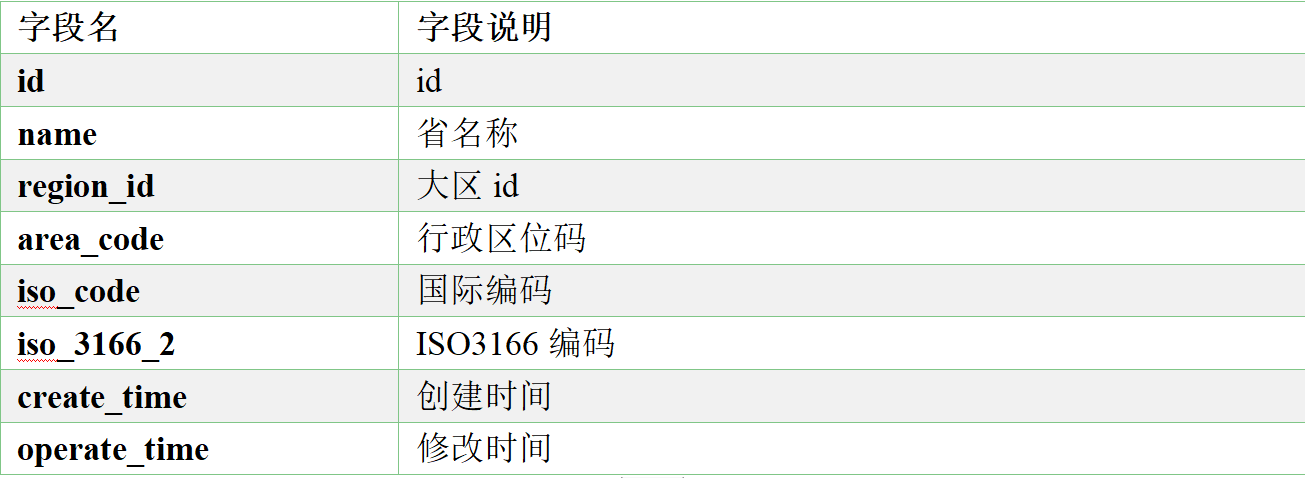 字段名 字段说明
id id
name 省名称
region_id 大区 id
area_code 行政区位码
iso_code 国际编码
iso_3166_2 ISO3166 编码
create_time 创建时间
operate_time 修改时间